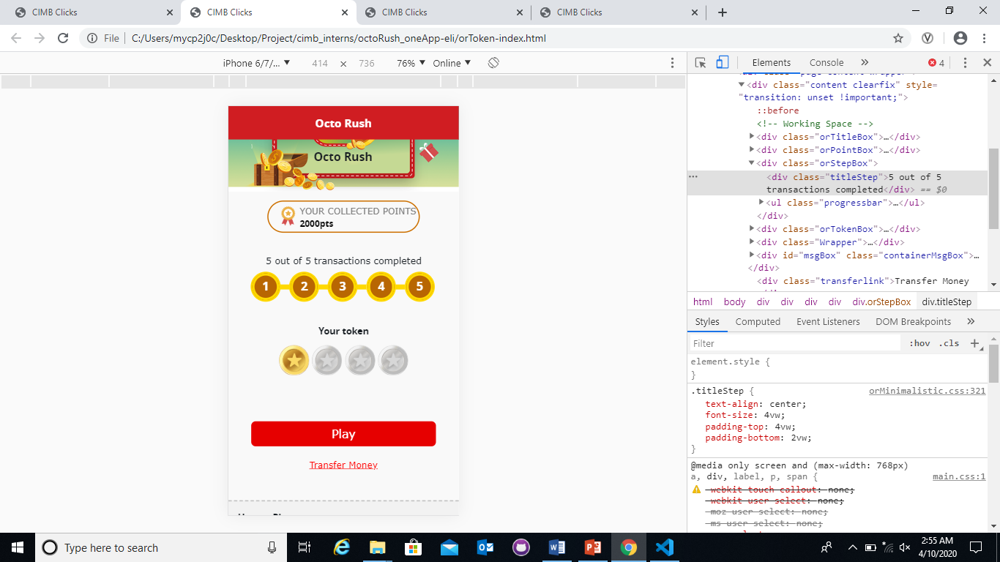 CIMB Clicks
CIMB Clicks
CIMB Clicks
CIMB Clicks
File C:/Users/mycp2j0c/Desktop/Project/cimb_interns/octoRush_oneApp-eli/orToken-index.html
iPhone 6/7/... 414 × 736 76% Online
Elements Console » 4
Octo Rush
Octo Rush
YOUR COLLECTED POINTS
2000pts
5 out of 5 transactions completed
1 2 3 4 5
Your token
Play
Transfer Money
<div class="content clearfix" style=
"transition: unset !important;">
::before
<!-- Working Space -->
<div class="orTitleBox">…</div>
<div class="orPointBox">…</div>
<div class="orStepBox">
<div class="titleStep">5 out of 5
transactions completed</div> == $0
<ul class="progressbar">…</ul>
</div>
<div class="orTokenBox">…</div>
<div class="Wrapper">…</div>
<div id="msgBox" class="containerMsgBox">…
</div>
<div class="transferlink">Transfer Money
html body div div div div div.orStepBox div.titleStep
Styles Computed Event Listeners DOM Breakpoints »
Filter :hov .cls +
element.style {
}
.titleStep { orMinimalistic.css:321
text-align: center;
font-size: 4vw;
padding-top: 4vw;
padding-bottom: 2vw;
}
@media only screen and (max-width: 768px)
a, div, label, p, span { main.css:1
-webkit-touch-callout: none;
-webkit-user-select: none;
-moz-user-select: none;
-ms-user-select: none;
Type here to search
2:55 AM
4/10/2020